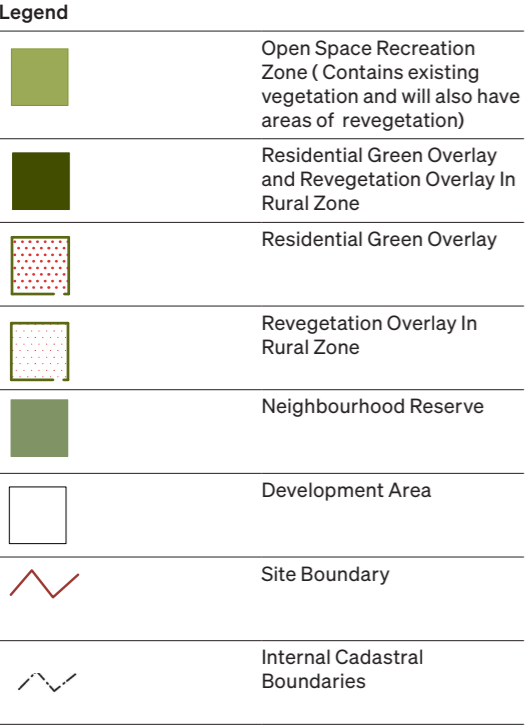 Legend
Open Space Recreation
Zone ( Contains existing
vegetation and will also have
areas of revegetation)
Residential Green Overlay
and Revegetation Overlay In
Rural Zone
Residential Green Overlay
Revegetation Overlay In
Rural Zone
Neighbourhood Reserve
Development Area
Site Boundary
Internal Cadastral
Boundaries